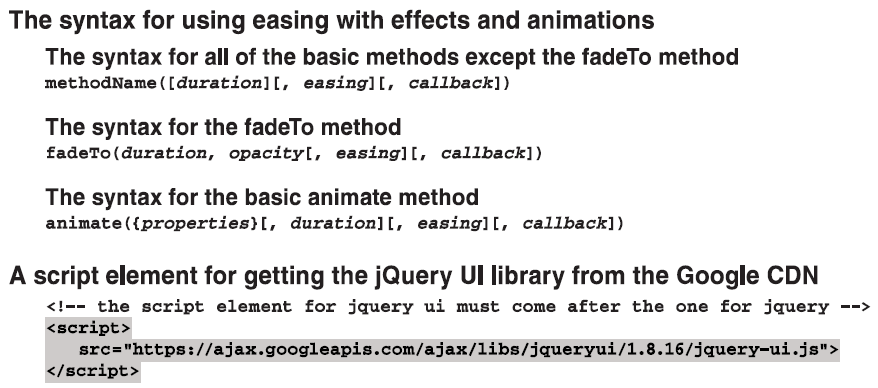 The syntax for using easing with effects and animations
The syntax for all of the basic methods except the fadeTo method
methodName([duration][, easing][, callback])
The syntax for the fadeTo method
fadeTo(duration, opacity[, easing][, callback])
The syntax for the basic animate method
animate({properties}[, duration][, easing][, callback])
A script element for getting the jQuery UI library from the Google CDN
<!-- the script element for jquery ui must come after the one for jquery -->
<script>
src="https://ajax.googleapis.com/ajax/libs/jqueryui/1.8.16/jquery-ui.js">
</script>